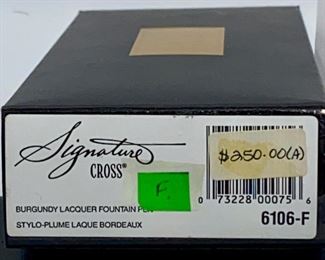 Signature
CROSS®
F.
$250.00(A)
0 73228 00075 6
BURGUNDY LACQUER FOUNTAIN PEN
6106-F
STYLO-PLUME LAQUE BORDEAUX